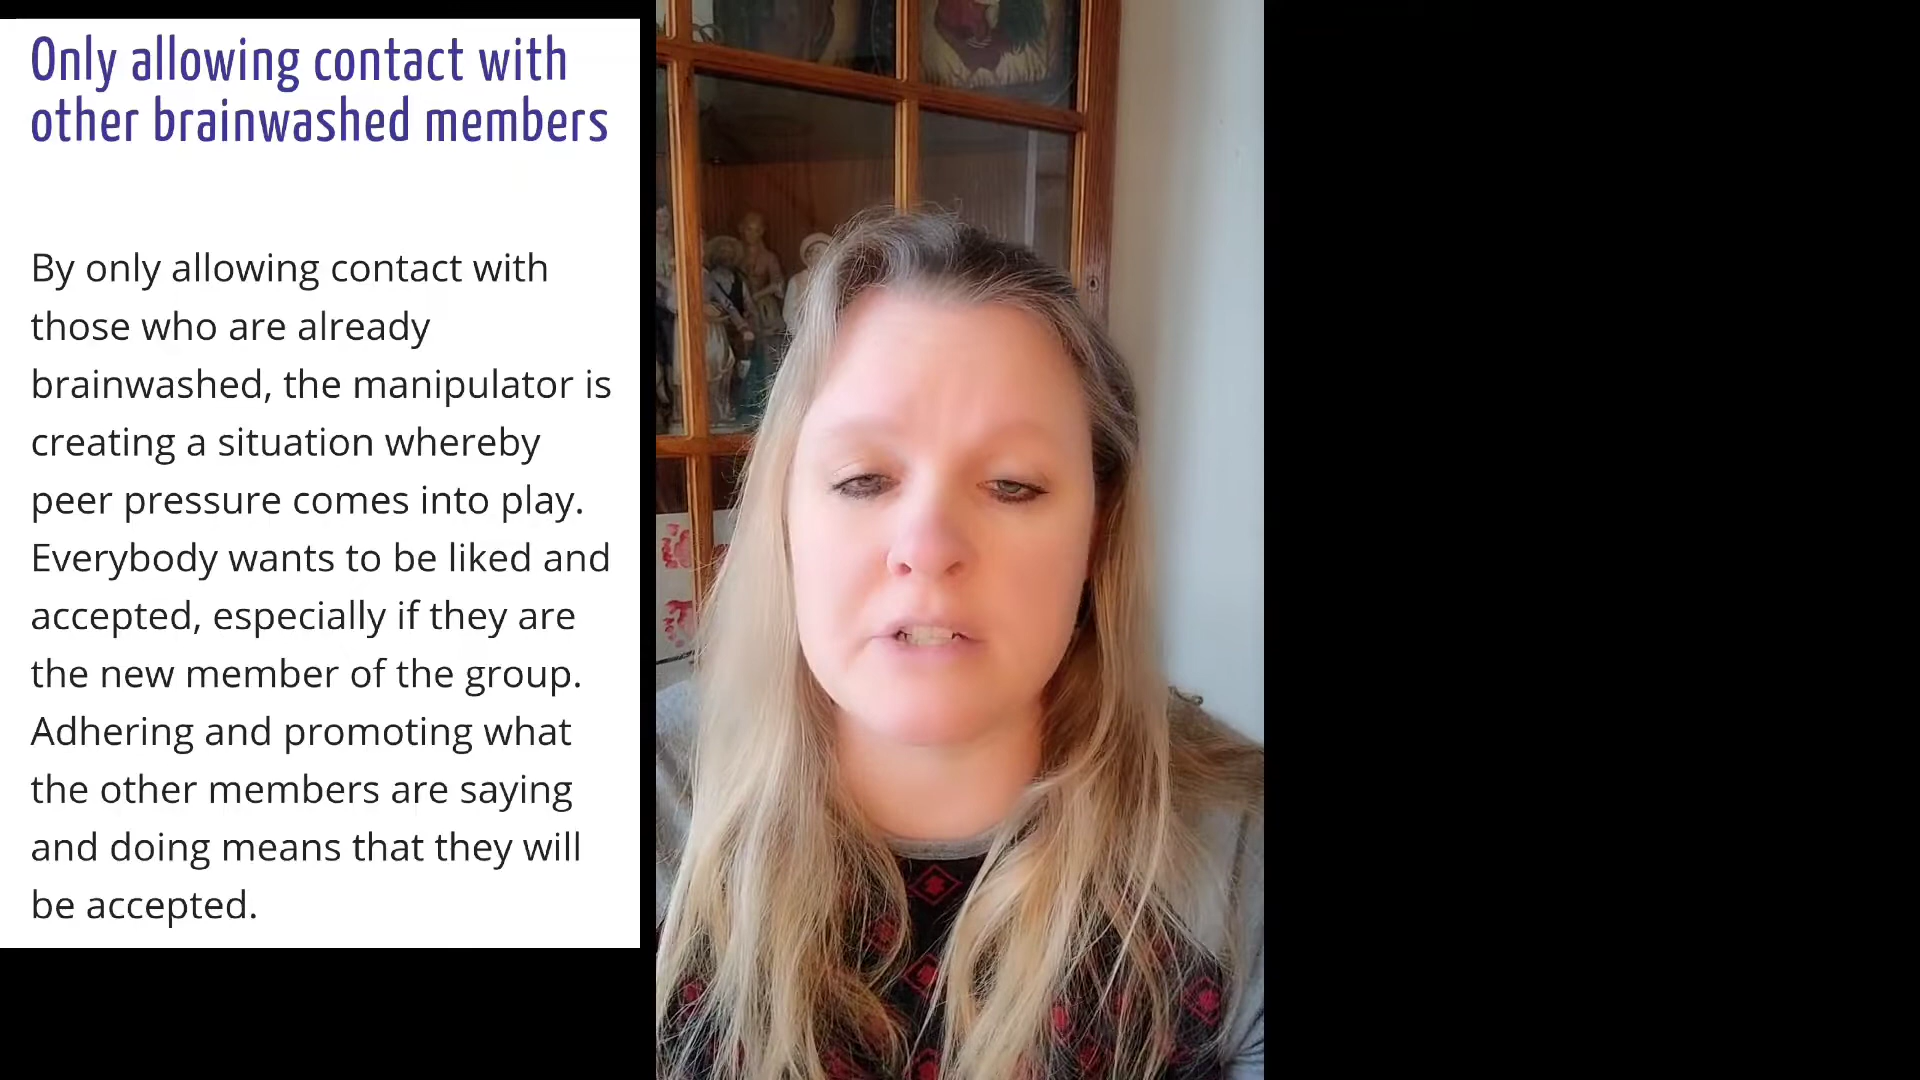 Only allowing contact with
other brainwashed members
By only allowing contact with
those who are already
brainwashed, the manipulator is
creating a situation whereby
peer pressure comes into play.
Everybody wants to be liked and
accepted, especially if they are
the new member of the group.
Adhering and promoting what
the other members are saying
and doing means that they will
be accepted.